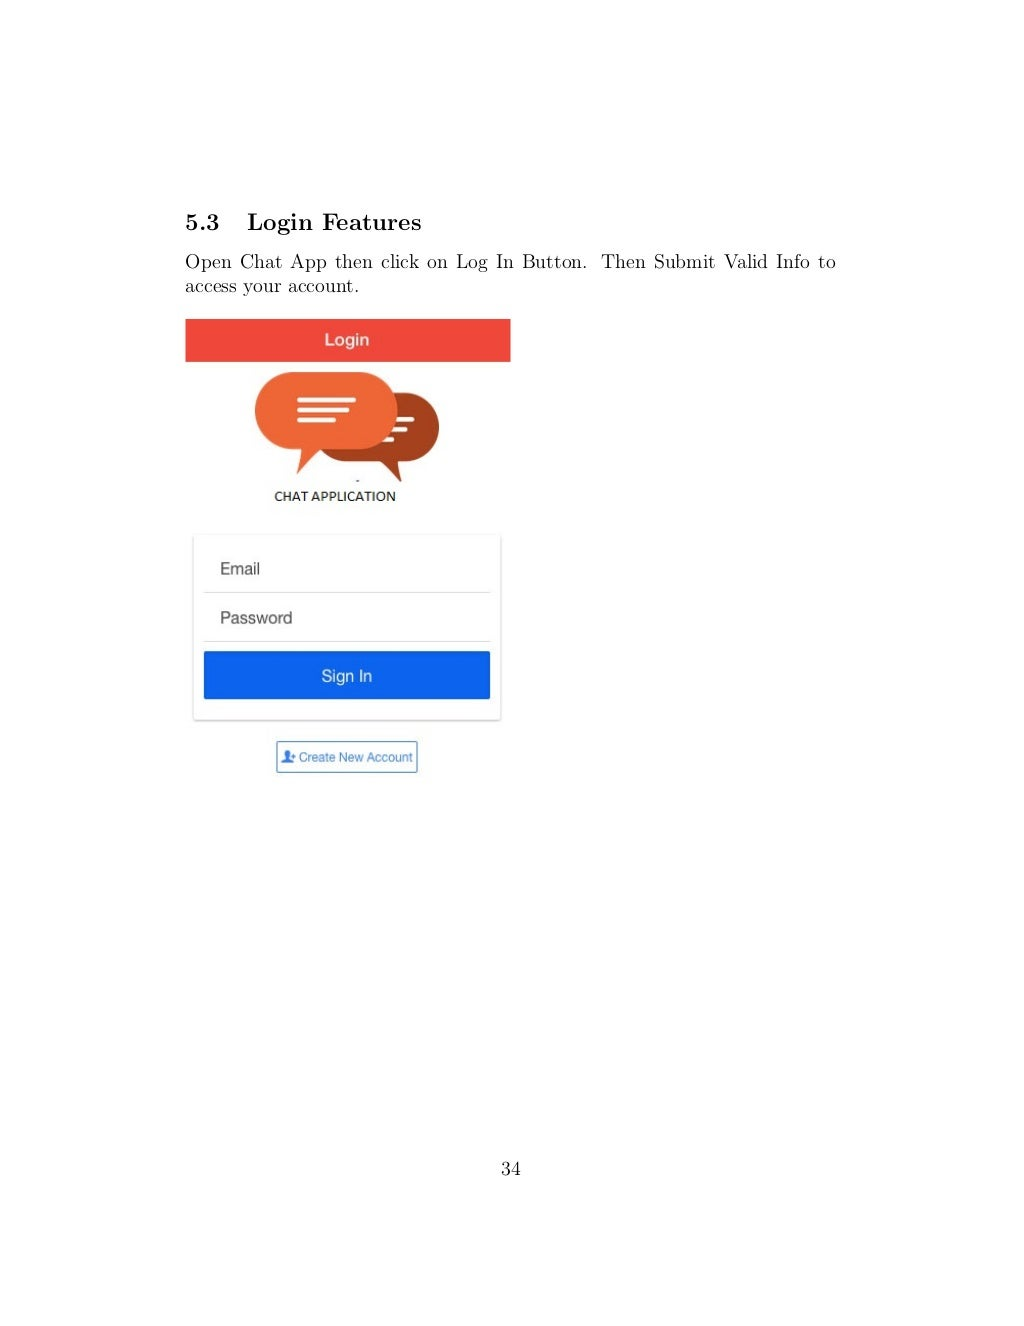 5.3 Login Features
Open Chat App then click on Log In Button. Then Submit Valid Info to
access your account.
Login
CHAT APPLICATION
Email
Password
Sign In
Create New Account
34